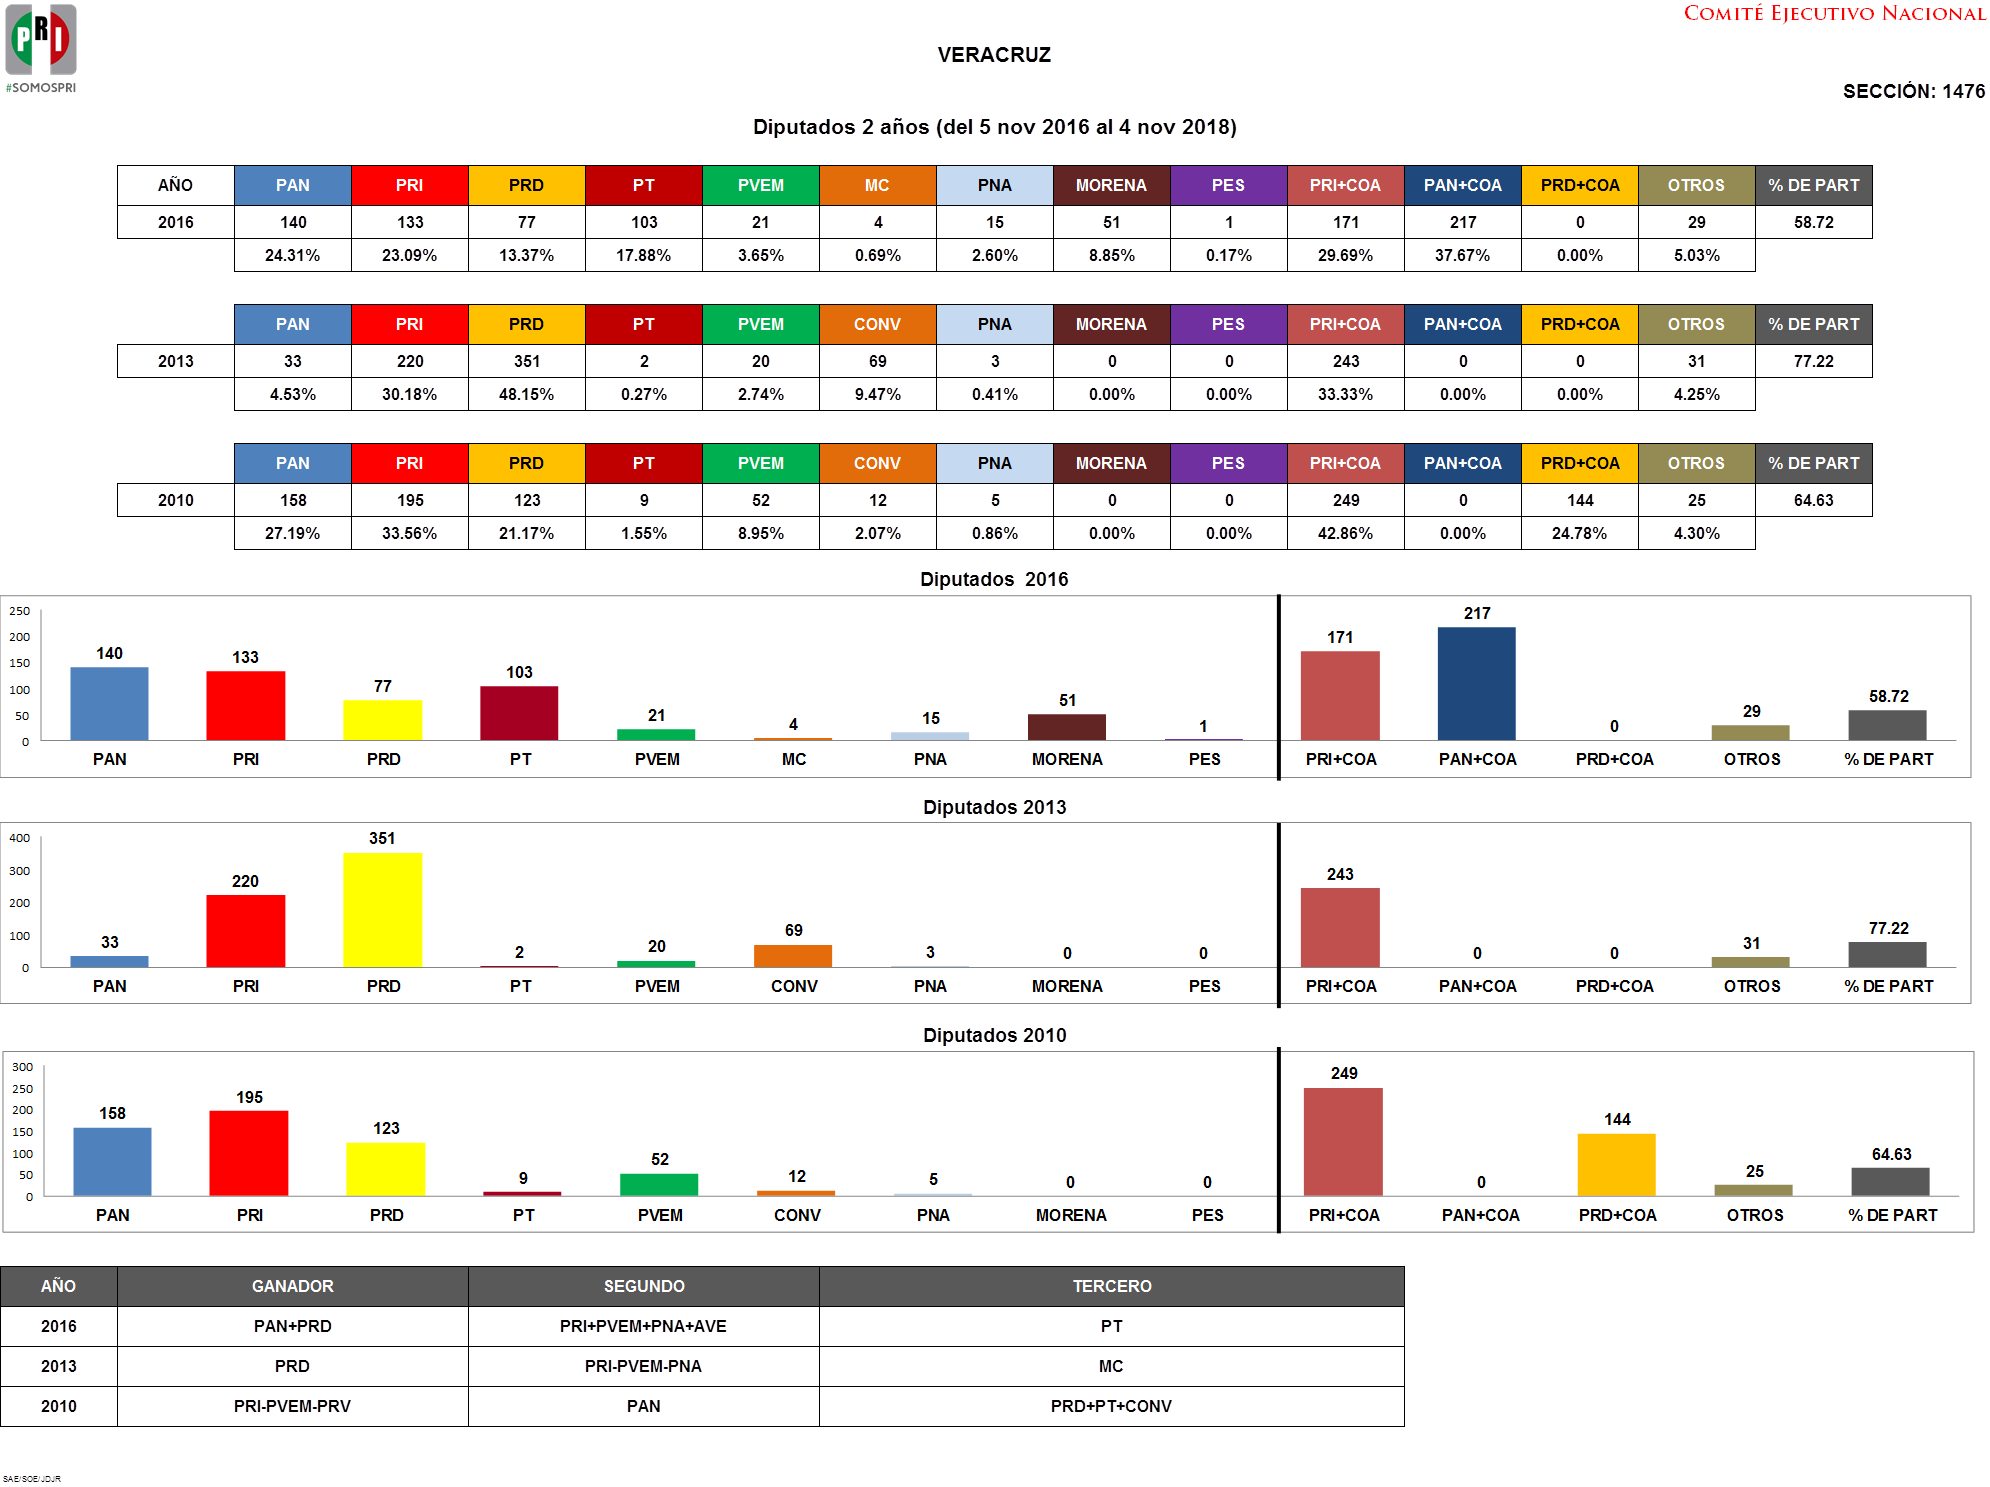 PRI
#SOMOSPRI
COMITÉ EJECUTIVO NACIONAL
VERACRUZ
SECCIÓN: 1476
Diputados 2 años (del 5 nov 2016 al 4 nov 2018)
AÑO PAN PRI PRD PT PVEM MC PNA MORENA PES PRI+COA PAN+COA PRD+COA OTROS % DE PART
2016 140 133 77 103 21 4 15 51 1 171 217 0 29 58.72
24.31% 23.09% 13.37% 17.88% 3.65% 0.69% 2.60% 8.85% 0.17% 29.69% 37.67% 0.00% 5.03%
PAN PRI PRD PT PVEM CONV PNA MORENA PES PRI+COA PAN+COA PRD+COA OTROS % DE PART
2013 33 220 351 2 20 69 3 0 0 243 0 0 31 77.22
4.53% 30.18% 48.15% 0.27% 2.74% 9.47% 0.41% 0.00% 0.00% 33.33% 0.00% 0.00% 4.25%
PAN PRI PRD PT PVEM CONV PNA MORENA PES PRI+COA PAN+COA PRD+COA OTROS % DE PART
2010 158 195 123 9 52 12 5 0 0 249 0 144 25 64.63
27.19% 33.56% 21.17% 1.55% 8.95% 2.07% 0.86% 0.00% 0.00% 42.86% 0.00% 24.78% 4.30%
Diputados 2016
250
200
150
100
50
0
140 133 77 103 21 4 15 51 1 171 217 0 29 58.72
PAN PRI PRD PT PVEM MC PNA MORENA PES PRI+COA PAN+COA PRD+COA OTROS % DE PART
Diputados 2013
400
300
200
100
0
33 220 351 2 20 69 3 0 0 243 0 0 31 77.22
PAN PRI PRD PT PVEM CONV PNA MORENA PES PRI+COA PAN+COA PRD+COA OTROS % DE PART
Diputados 2010
300
250
200
150
100
50
0
158 195 123 9 52 12 5 0 0 249 0 144 25 64.63
PAN PRI PRD PT PVEM CONV PNA MORENA PES PRI+COA PAN+COA PRD+COA OTROS % DE PART
AÑO GANADOR SEGUNDO TERCERO
2016 PAN+PRD PRI+PVEM+PNA+AVE PT
2013 PRD PRI-PVEM-PNA MC
2010 PRI-PVEM-PRV PAN PRD+PT+CONV
SAE/SOE/JDJR